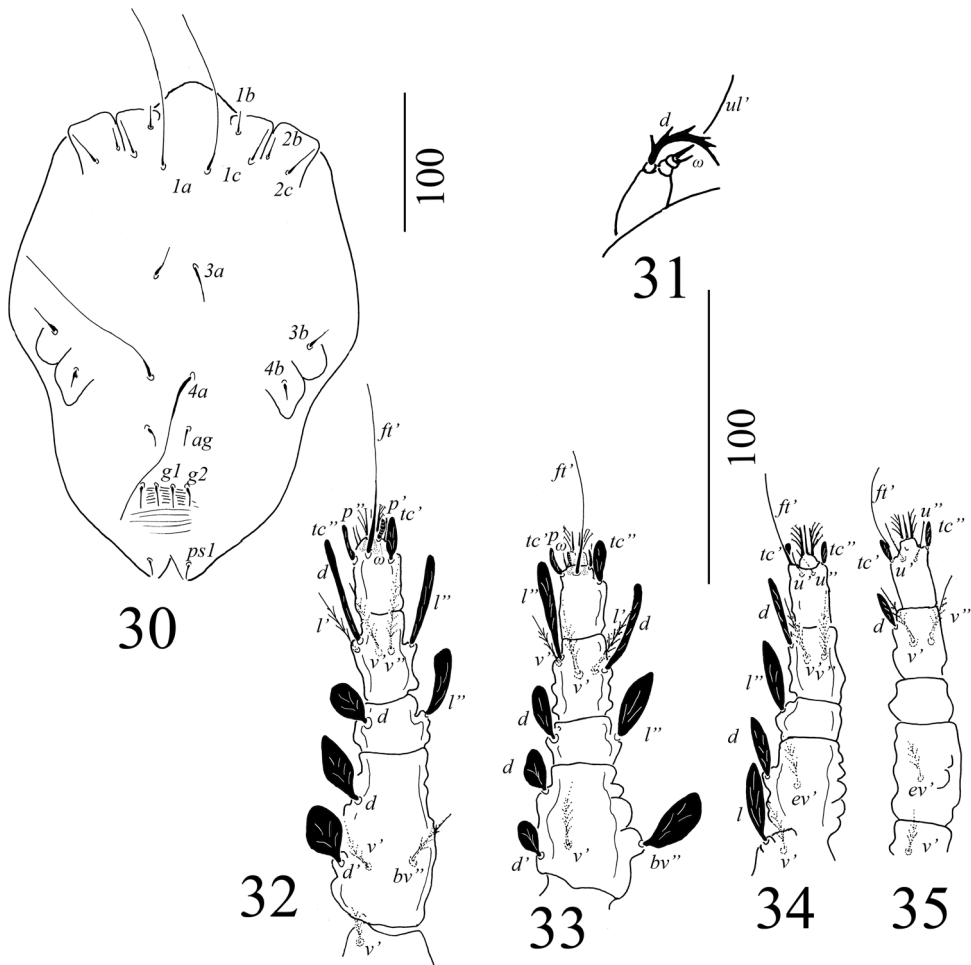 1b
2b
1a
1c
2c
3a
3b
4b
4a
ag
g1 g2
ps1
30
100
ul’
d
ω
31
100
ft’
p” p’
tc” tc’
ω
d
l’
l”
v’ v”
d
l”
d
v’
d’
bv”
v’
32
ft’
tc’ p ω tc”
l”
l’ d
v’
v’
d
l”
d
v’
d’
bv”
33
ft’
tc’ tc”
u’ u”
d
v’ v”
l”
d
ev’
l
v’
34
ft’
u”
tc’ tc”
u’
d
v”
v’
ev’
v’
35